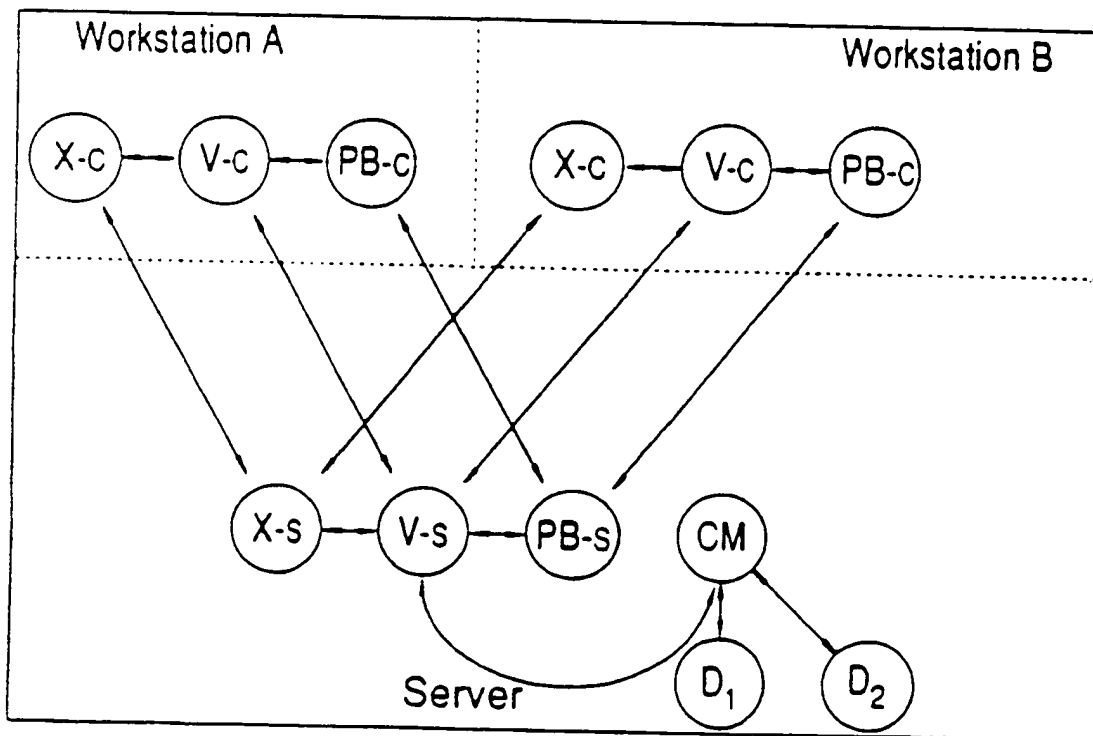 Workstation A
Workstation B
X-c V-c PB-c X-c V-c PB-c
X-s V-s PB-s CM
Server
D1 D2